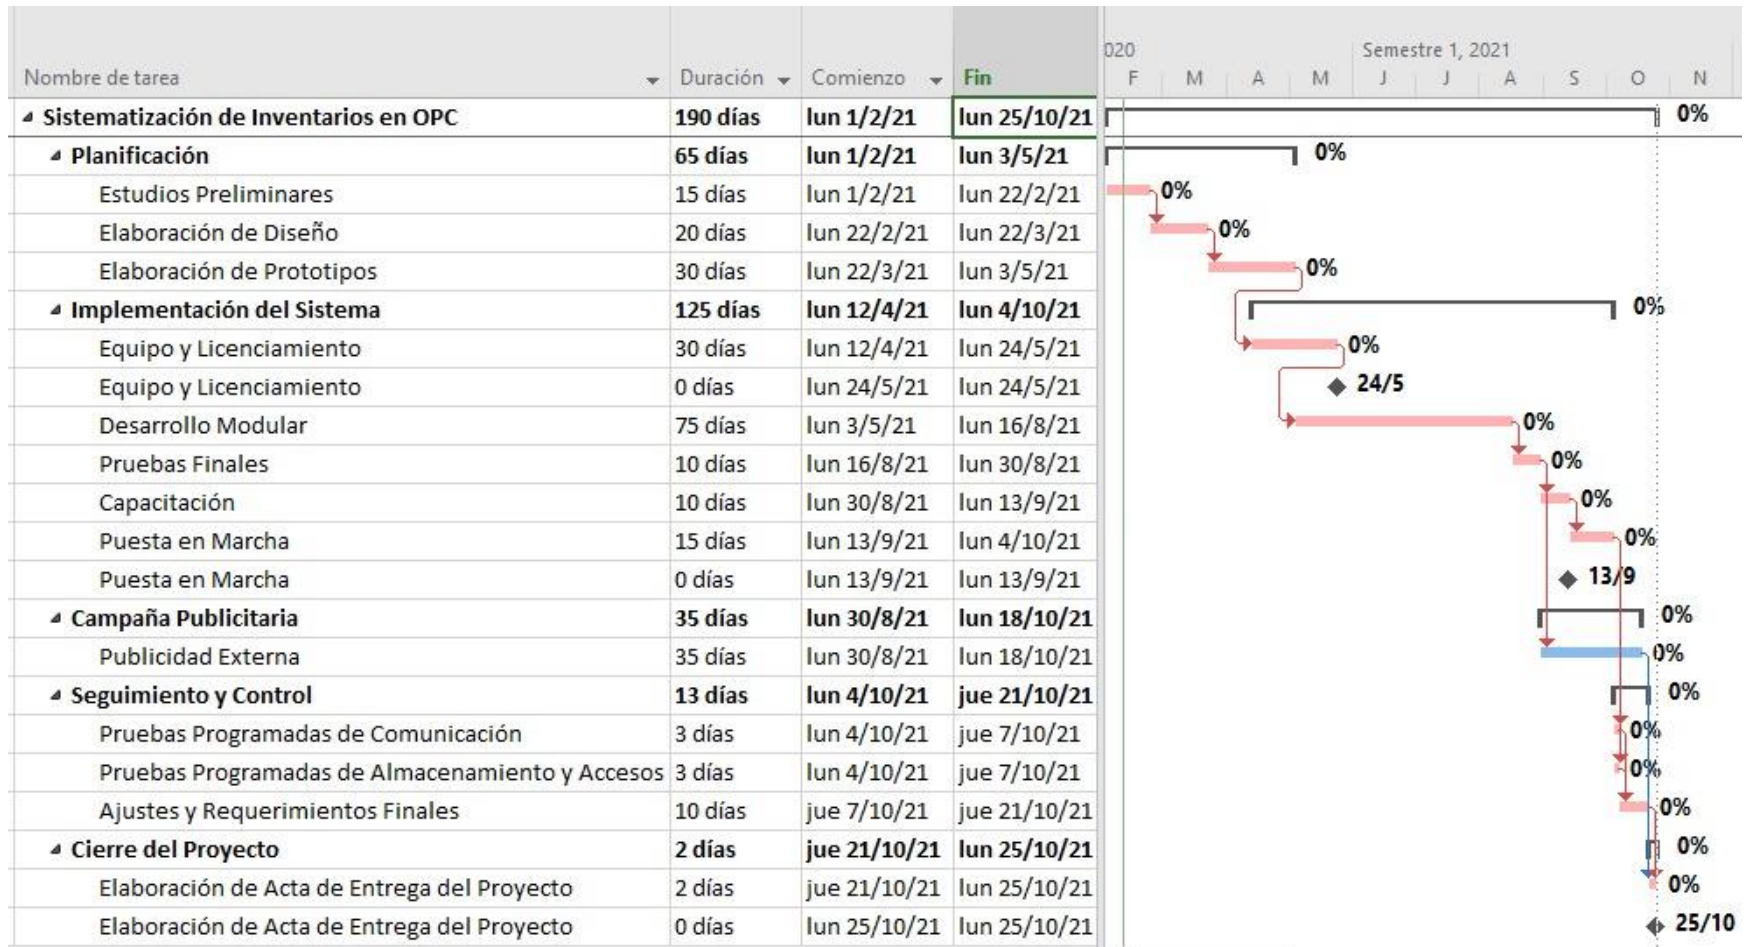 020
Semestre 1, 2021
Nombre de tarea Duración Comienzo Fin F M A M J J A S O N
Sistematización de Inventarios en OPC 190 días lun 1/2/21 lun 25/10/21 0%
Planificación 65 días lun 1/2/21 lun 3/5/21 0%
Estudios Preliminares 15 días lun 1/2/21 lun 22/2/21 0%
Elaboración de Diseño 20 días lun 22/2/21 lun 22/3/21 0%
Elaboración de Prototipos 30 días lun 22/3/21 lun 3/5/21 0%
Implementación del Sistema 125 días lun 12/4/21 lun 4/10/21 0%
Equipo y Licenciamiento 30 días lun 12/4/21 lun 24/5/21 0%
Equipo y Licenciamiento 0 días lun 24/5/21 lun 24/5/21 24/5
Desarrollo Modular 75 días lun 3/5/21 lun 16/8/21 0%
Pruebas Finales 10 días lun 16/8/21 lun 30/8/21 0%
Capacitación 10 días lun 30/8/21 lun 13/9/21 0%
Puesta en Marcha 15 días lun 13/9/21 lun 4/10/21 0%
Puesta en Marcha 0 días lun 13/9/21 lun 13/9/21 13/9
Campaña Publicitaria 35 días lun 30/8/21 lun 18/10/21 0%
Publicidad Externa 35 días lun 30/8/21 lun 18/10/21 0%
Seguimiento y Control 13 días lun 4/10/21 jue 21/10/21 0%
Pruebas Programadas de Comunicación 3 días lun 4/10/21 jue 7/10/21 0%
Pruebas Programadas de Almacenamiento y Accesos 3 días lun 4/10/21 jue 7/10/21 0%
Ajustes y Requerimientos Finales 10 días jue 7/10/21 jue 21/10/21 0%
Cierre del Proyecto 2 días jue 21/10/21 lun 25/10/21 0%
Elaboración de Acta de Entrega del Proyecto 2 días jue 21/10/21 lun 25/10/21 0%
Elaboración de Acta de Entrega del Proyecto 0 días lun 25/10/21 lun 25/10/21 25/10